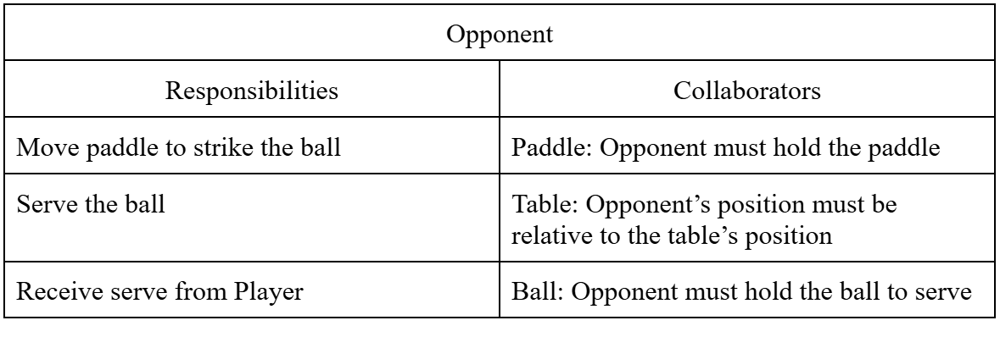 Opponent
Responsibilities
Collaborators
Move paddle to strike the ball
Paddle: Opponent must hold the paddle
Serve the ball
Table: Opponent’s position must be
relative to the table’s position
Receive serve from Player
Ball: Opponent must hold the ball to serve